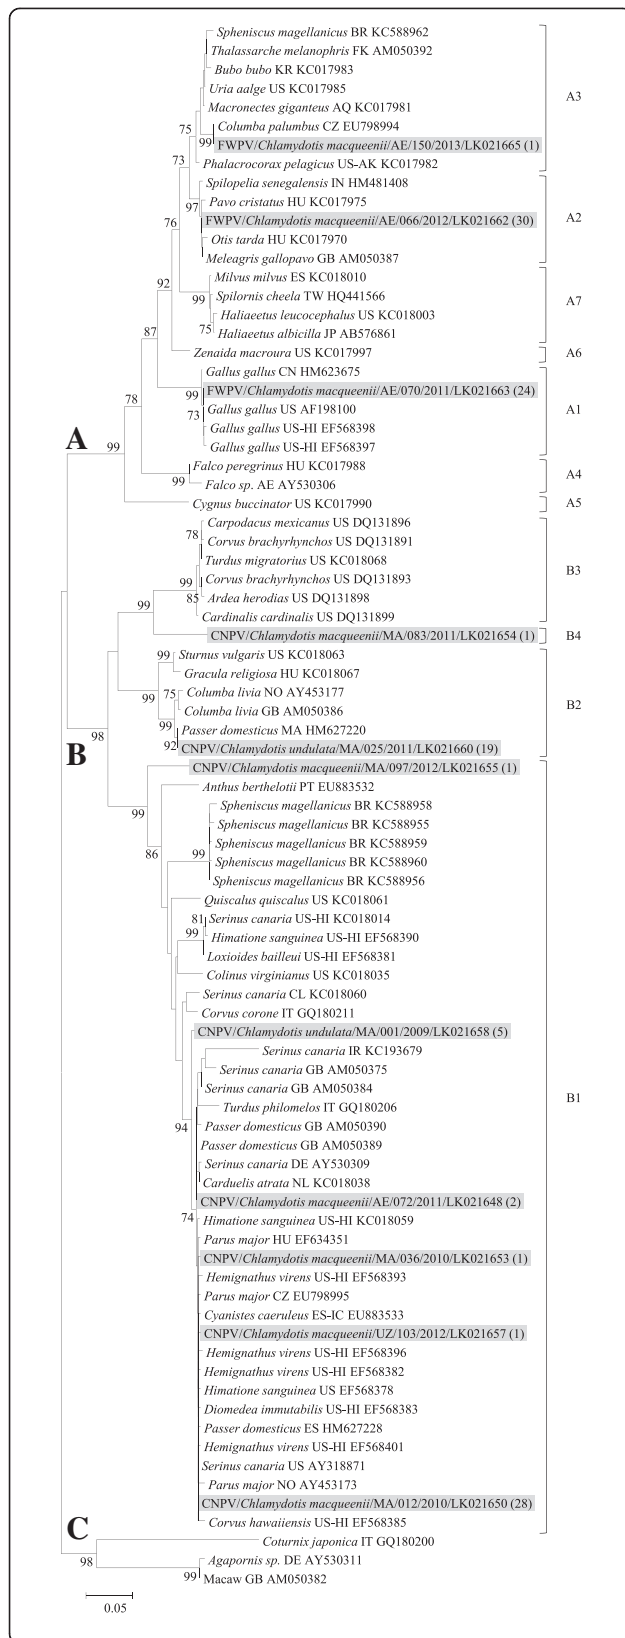 Spheniscus magellanicus BR KC588962
Thalassarche melanophris FK AM050392
Bubo bubo KR KC017983
Uria aalge US KC017985
Macronectes giganteus AQ KC017981
A3
75
Columba palumbus CZ EU798994
99
FWPV/Chlamydotis macqueenii/AE/150/2013/LK021665 (1)
73
Phalacrocorax pelagicus US-AK KC017982
Spilopelia senegalensis IN HM481408
97
Pavo cristatus HU KC017975
76
FWPV/Chlamydotis macqueenii/AE/066/2012/LK021662 (30)
A2
Otis tarda HU KC017970
Meleagris gallopavo GB AM050387
92
Milvus milvus ES KC018010
99
Spilornis cheela TW HQ441566
A7
Haliaeetus leucocephalus US KC018003
87
75
Haliaeetus albicilla JP AB576861
Zenaida macroura US KC017997
A6
Gallus gallus CN HM623675
99
FWPV/Chlamydotis macqueenii/AE/070/2011/LK021663 (24)
78
73
Gallus gallus US AF198100
A1
Gallus gallus US-HI EF568398
A
99
Gallus gallus US-HI EF568397
Falco peregrinus HU KC017988
A4
99
Falco sp. AE AY530306
Cygnus buccinator US KC017990
A5
Carpodacus mexicanus US DQ131896
78
Corvus brachyrhynchos US DQ131891
Turdus migratorius US KC018068
B3
99
Corvus brachyrhynchos US DQ131893
99
85
Ardea herodias US DQ131898
Cardinalis cardinalis US DQ131899
CNPV/Chlamydotis macqueenii/MA/083/2011/LK021654 (1)
B4
99
Sturnus vulgaris US KC018063
Gracula religiosa HU KC018067
99
75
Columba livia NO AY453177
Columba livia GB AM050386
B2
99
Passer domesticus MA HM627220
98
B
92
CNPV/Chlamydotis undulata/MA/025/2011/LK021660 (19)
CNPV/Chlamydotis macqueenii/MA/097/2012/LK021655 (1)
Anthus berthelotii PT EU883532
99
Spheniscus magellanicus BR KC588958
Spheniscus magellanicus BR KC588955
86
Spheniscus magellanicus BR KC588959
99
Spheniscus magellanicus BR KC588960
Spheniscus magellanicus BR KC588956
Quiscalus quiscalus US KC018061
81
Serinus canaria US-HI KC018014
99
Himatione sanguinea US-HI EF568390
Loxioides bailleui US-HI EF568381
Colinus virginianus US KC018035
Serinus canaria CL KC018060
Corvus corone IT GQ180211
CNPV/Chlamydotis undulata/MA/001/2009/LK021658 (5)
Serinus canaria IR KC193679
Serinus canaria GB AM050375
Serinus canaria GB AM050384
B1
Turdus philomelos IT GQ180206
94
Passer domesticus GB AM050390
Passer domesticus GB AM050389
Serinus canaria DE AY530309
Carduelis atrata NL KC018038
CNPV/Chlamydotis macqueenii/AE/072/2011/LK021648 (2)
74
Himatione sanguinea US-HI KC018059
Parus major HU EF634351
CNPV/Chlamydotis macqueenii/MA/036/2010/LK021653 (1)
Hemignathus virens US-HI EF568393
Parus major CZ EU798995
Cyanistes caeruleus ES-IC EU883533
CNPV/Chlamydotis macqueenii/UZ/103/2012/LK021657 (1)
Hemignathus virens US-HI EF568396
Hemignathus virens US-HI EF568382
Himatione sanguinea US EF568378
Diomedea immutabilis US-HI EF568383
Passer domesticus ES HM627228
Hemignathus virens US-HI EF568401
Serinus canaria US AY318871
Parus major NO AY453173
CNPV/Chlamydotis macqueenii/MA/012/2010/LK021650 (28)
Corvus hawaiiensis US-HI EF568385
C
Coturnix japonica IT GQ180200
98
Agapornis sp. DE AY530311
99
Macaw GB AM050382
0.05